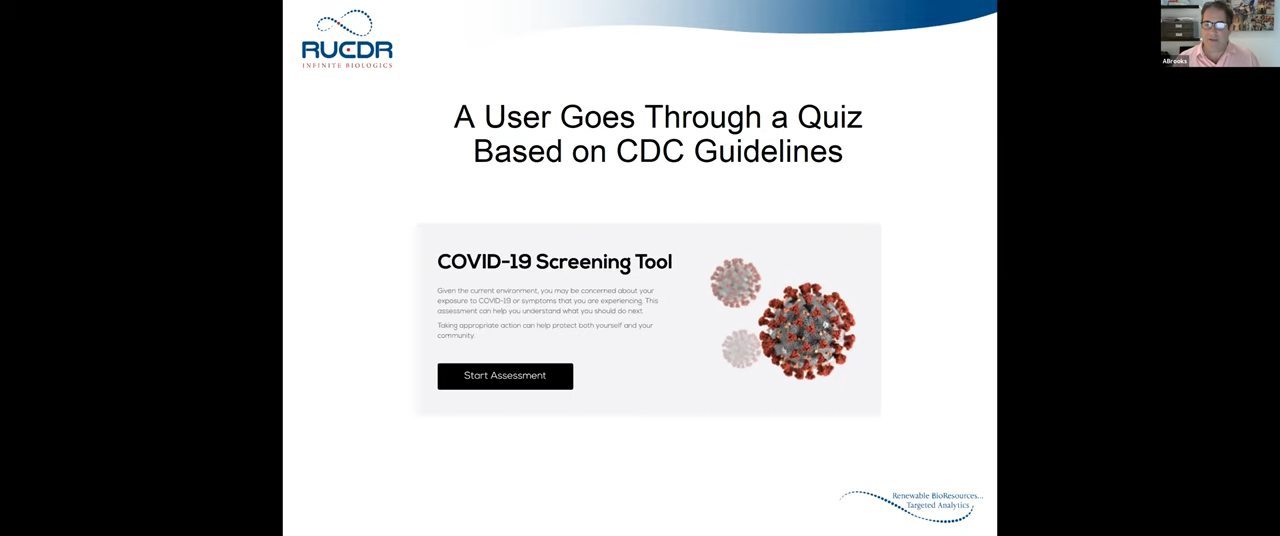 RUCDR
INFINITE BIOLOGICS
ABrooks
A User Goes Through a Quiz
Based on CDC Guidelines
COVID-19 Screening Tool
Given the current environment, you may be concerned about your
exposure to COVID-19 or symptoms that you are experiencing. This
assessment can help you understand what you should do next.
Taking appropriate action can help protect both yourself and your
community.
Start Assessment
Renewable BioResources...
Targeted Analytics